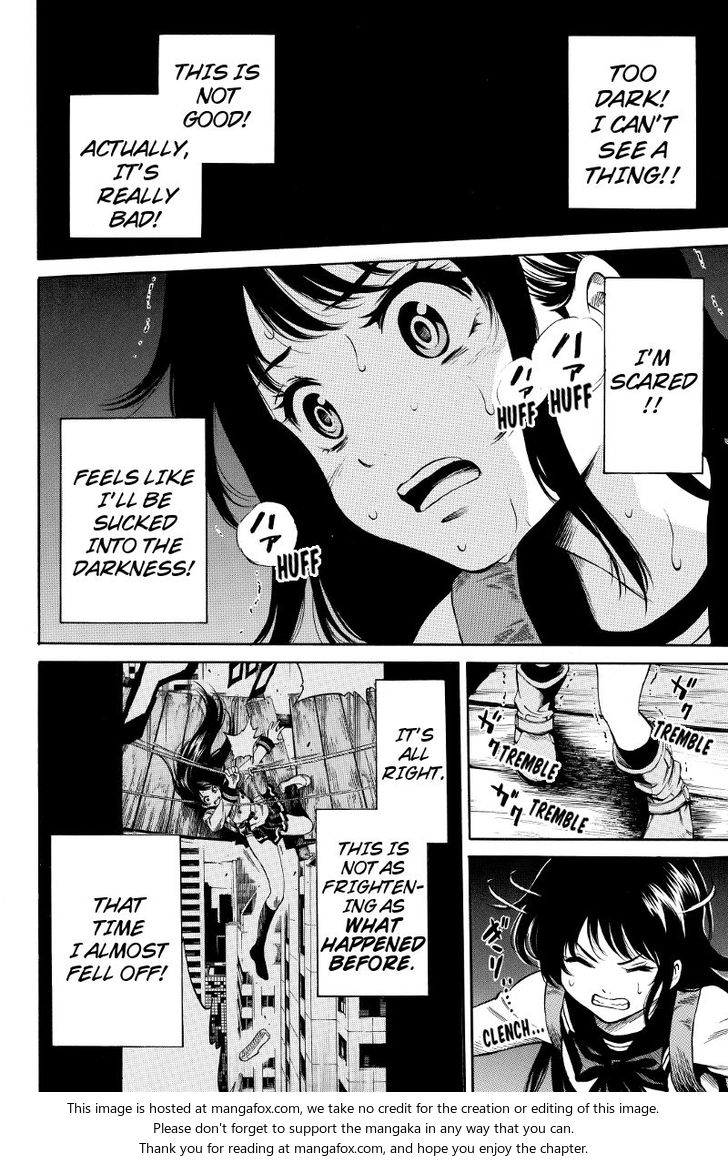 TOO
DARK!
I CAN'T
SEE A
THING!!
THIS IS
NOT
GOOD!
ACTUALLY,
IT'S
REALLY
BAD!
I'M
SCARED
!!
ハァ
HUFF
ハァ
HUFF
FEELS LIKE
I'LL BE
SUCKED
INTO THE
DARKNESS!
ハァ
HUFF
ガク
TREMBLE
ガク
TREMBLE
ガク
TREMBLE
CLENCH...
IT'S
ALL
RIGHT.
THIS IS
NOT AS
FRIGHTEN-
ING AS
WHAT
HAPPENED
BEFORE.
THAT
TIME
I ALMOST
FELL OFF!
This image is hosted at mangafox.com, we take no credit for the creation or editing of this image.
Please don't forget to support the mangaka in any way that you can.
Thank you for reading at mangafox.com, and hope you enjoy the chapter.